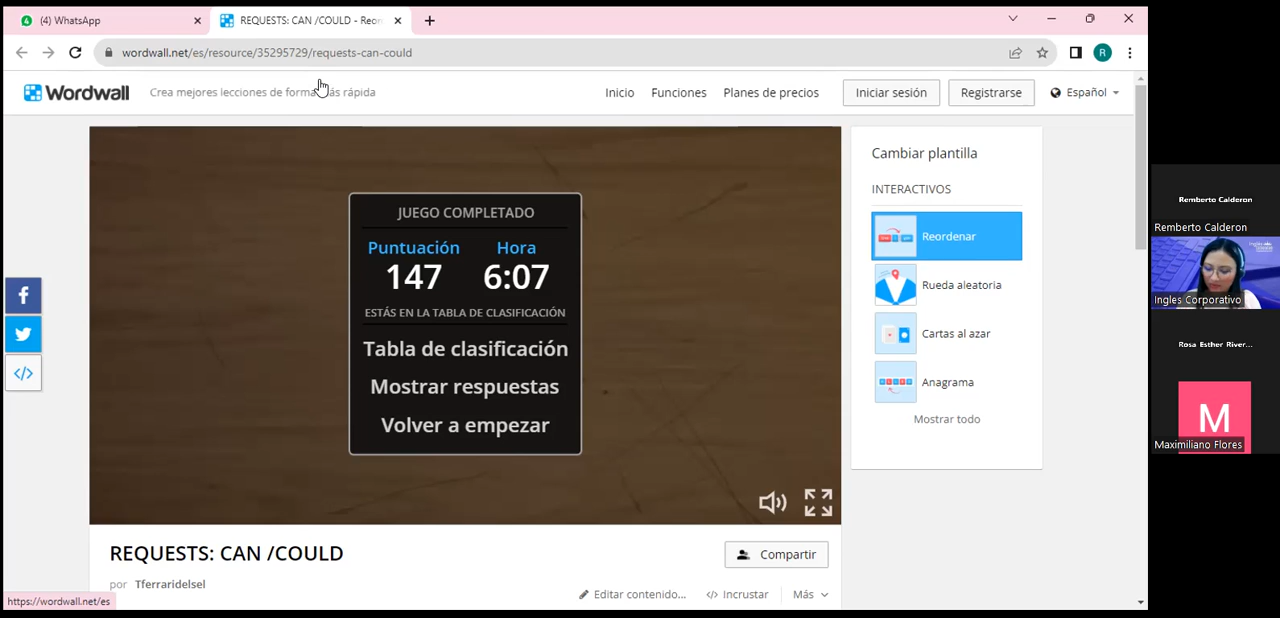 (4) WhatsApp
REQUESTS: CAN /COULD - Reor
wordwall.net/es/resource/35295729/requests-can-could
R
Wordwall
Crea mejores lecciones de forma más rápida
Inicio
Funciones
Planes de precios
Iniciar sesión
Registrarse
Español
JUEGO COMPLETADO
Puntuación Hora
147 6:07
ESTÁS EN LA TABLA DE CLASIFICACIÓN
Tabla de clasificación
Mostrar respuestas
Volver a empezar
Cambiar plantilla
INTERACTIVOS
Reordenar
Rueda aleatoria
Cartas al azar
Anagrama
Mostrar todo
REQUESTS: CAN /COULD
Compartir
por Tferraridelsel
Editar contenido...
Incrustar
Más
https://wordwall.net/es
Remberto Calderon
Remberto Calderon
Ingles Corporativo
Rosa Esther River...
M
Maximiliano Flores